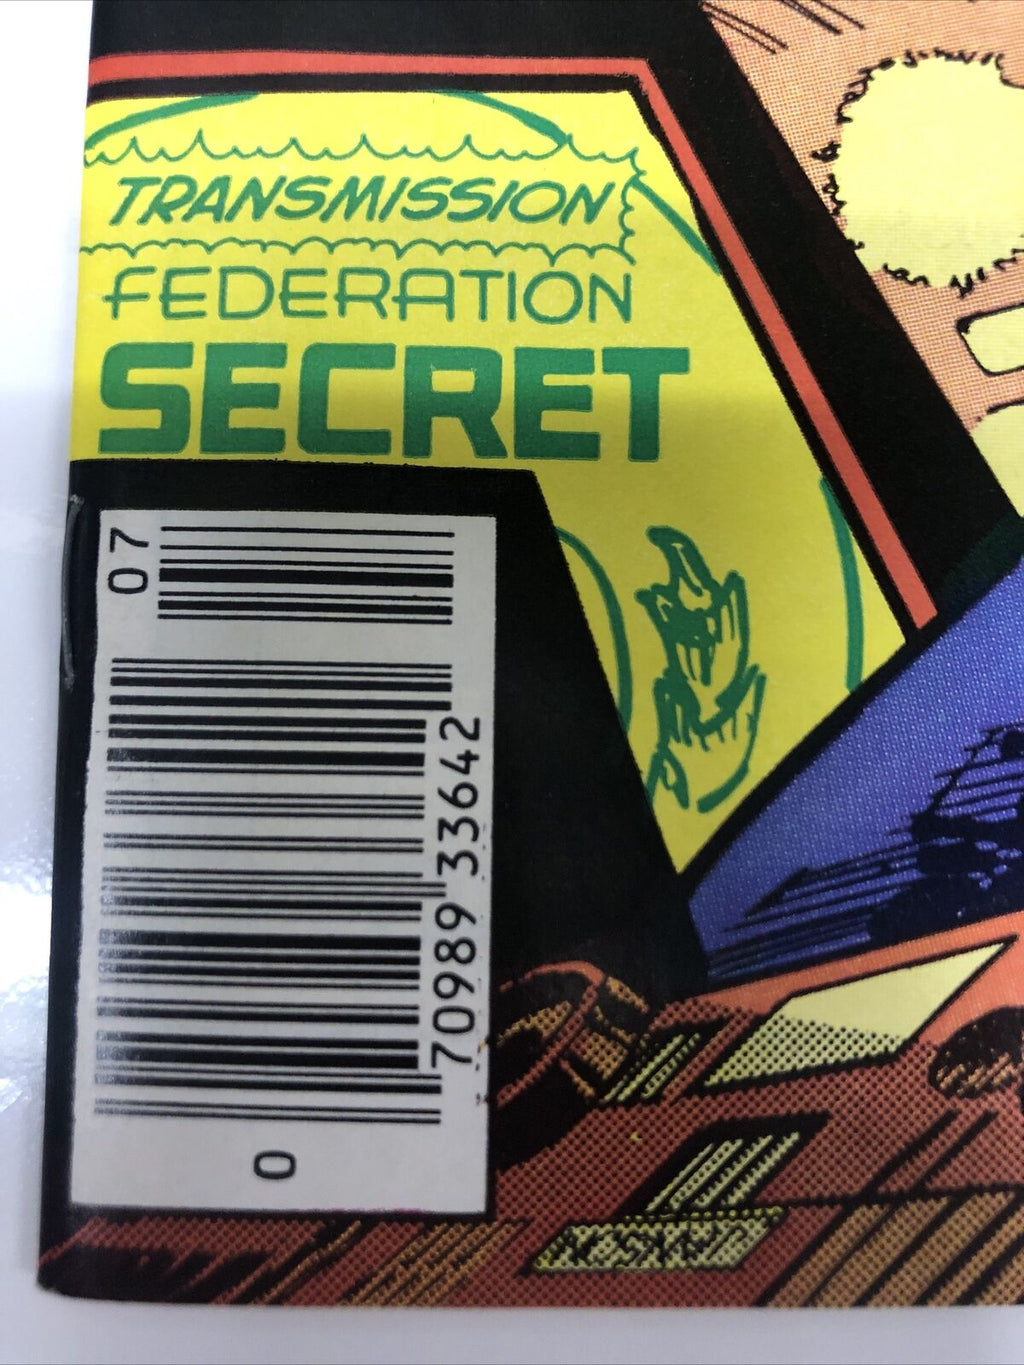 TRANSMISSION
FEDERATION
SECRET
07
70989 33642
0